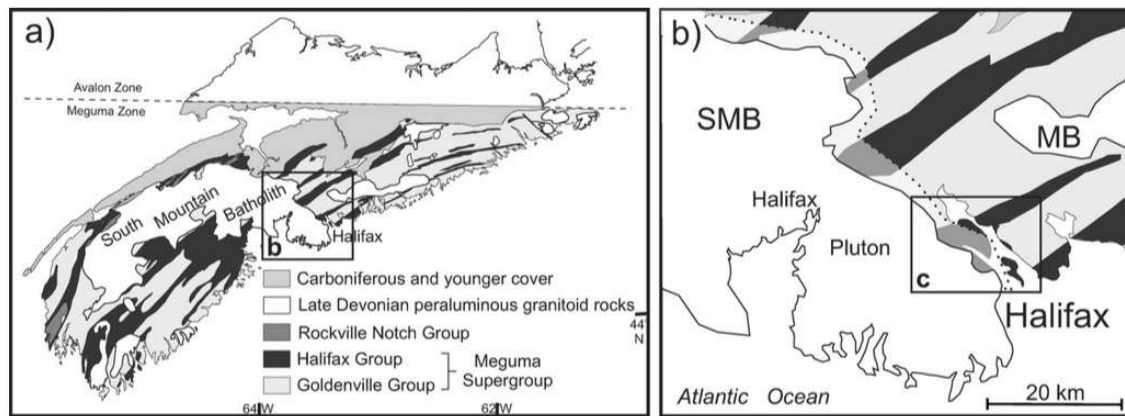 a)
Avalon Zone
Meguma Zone
South Mountain Batholith
b
Halifax
Carboniferous and younger cover
Late Devonian peraluminous granitoid rocks
Rockville Notch Group
Halifax Group
Goldenville Group
Meguma
Supergroup
44°
N
64°W
62°W
b)
SMB
MB
Halifax
Pluton
c
Halifax
Atlantic Ocean
20 km